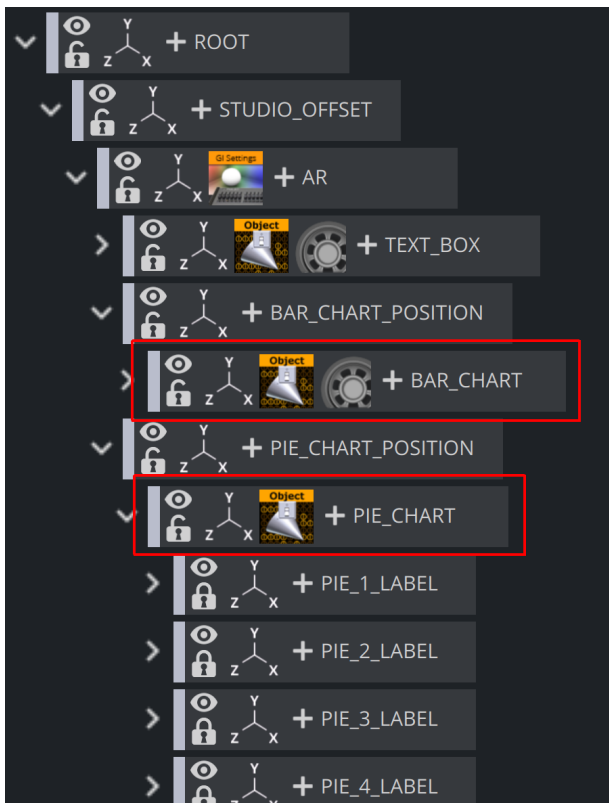 Y
Z X
ROOT
Y
Z X
STUDIO_OFFSET
Y
Z X
GI Settings
AR
Y
Z X
Object
TEXT_BOX
Y
Z X
BAR_CHART_POSITION
Y
Z X
Object
BAR_CHART
Y
Z X
PIE_CHART_POSITION
Y
Z X
Object
PIE_CHART
Y
Z X
PIE_1_LABEL
Y
Z X
PIE_2_LABEL
Y
Z X
PIE_3_LABEL
Y
Z X
PIE_4_LABEL